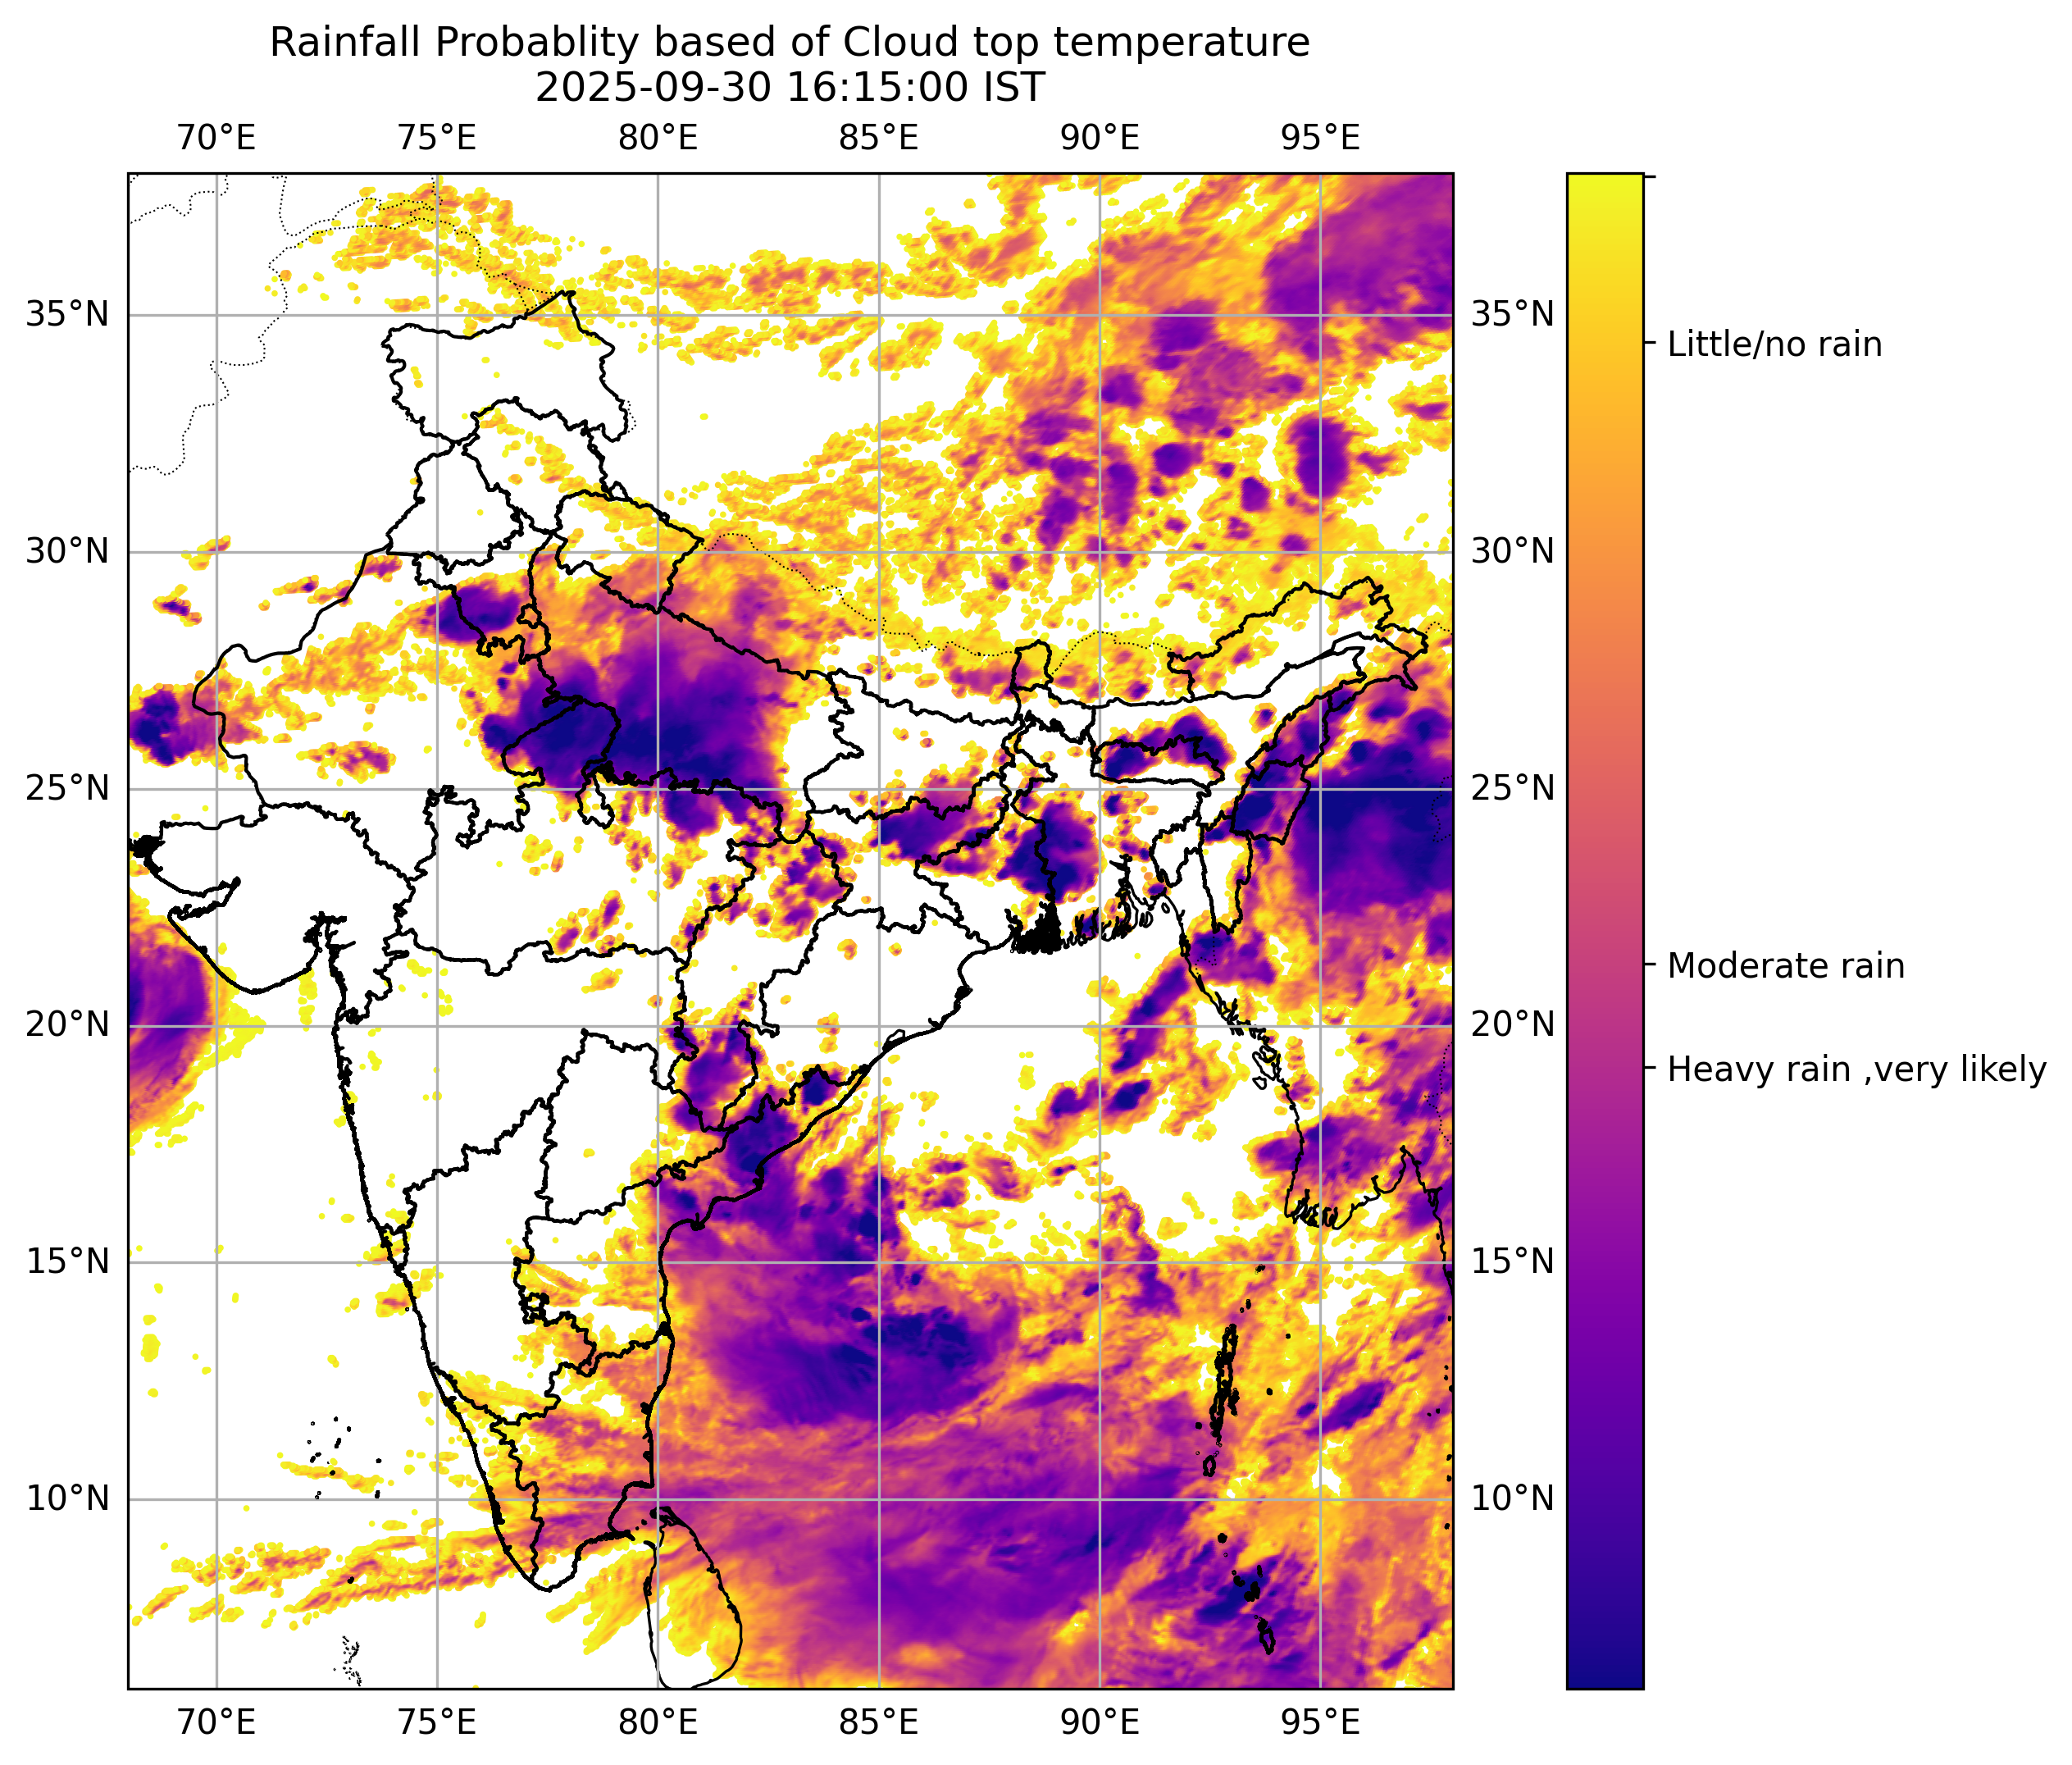 Rainfall Probablity based of Cloud top temperature
2025-09-30 16:15:00 IST
70°E 75°E 80°E 85°E 90°E 95°E
35°N 35°N
Little/no rain
30°N 30°N
25°N 25°N
Moderate rain
20°N 20°N
Heavy rain ,very likely
15°N 15°N
10°N 10°N
70°E 75°E 80°E 85°E 90°E 95°E